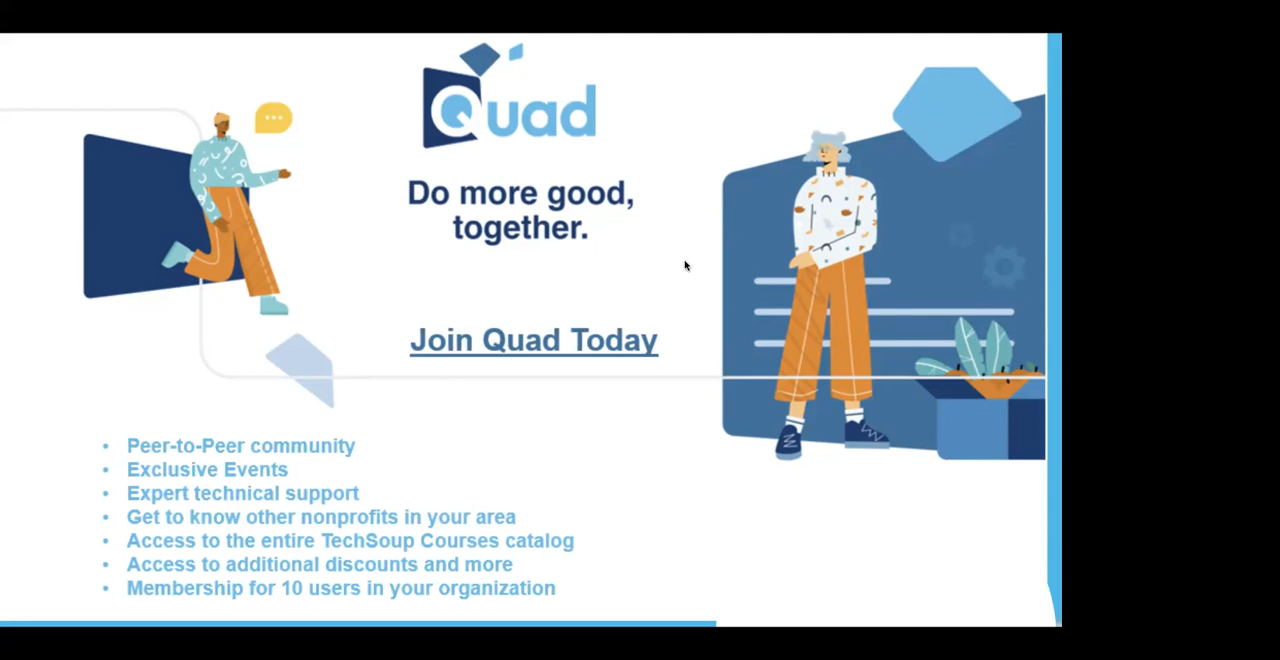 Quad
Do more good,
together.
Join Quad Today
• Peer-to-Peer community
• Exclusive Events
• Expert technical support
• Get to know other nonprofits in your area
• Access to the entire TechSoup Courses catalog
• Access to additional discounts and more
• Membership for 10 users in your organization